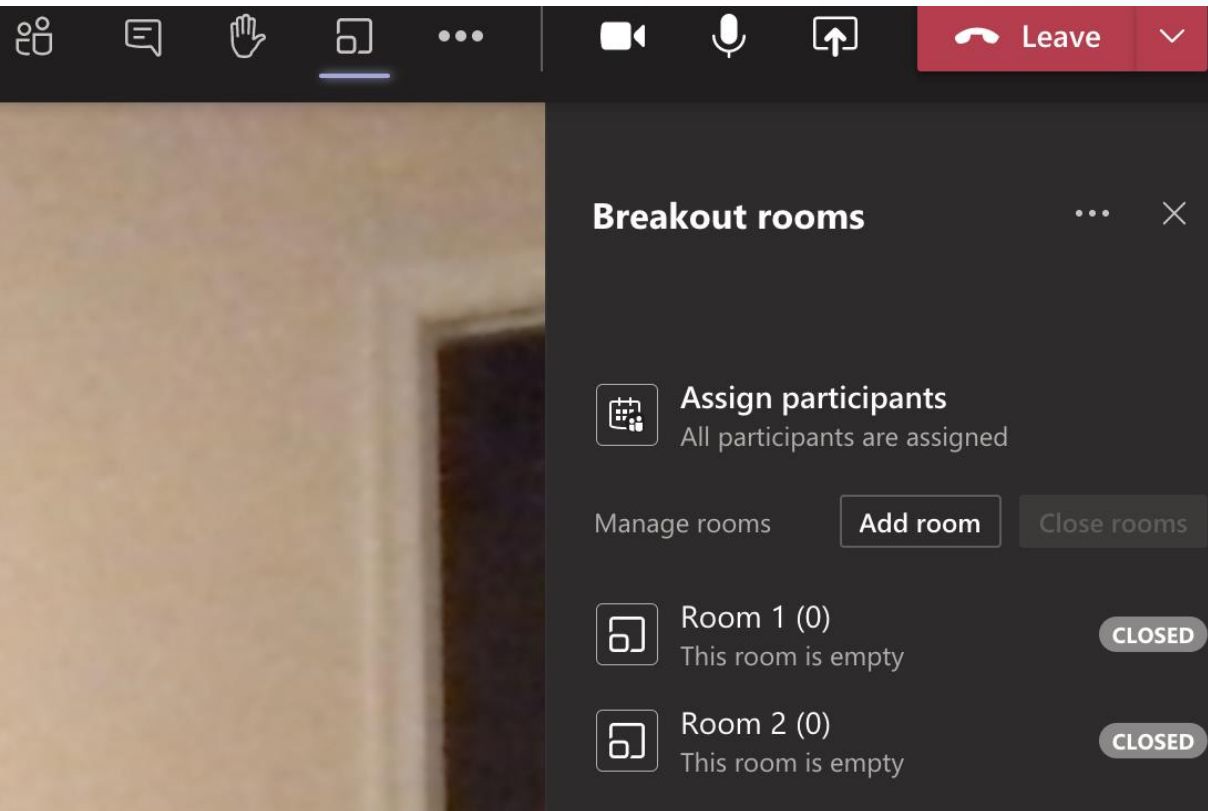 Leave
Breakout rooms
Assign participants
All participants are assigned
Manage rooms Add room Close rooms
Room 1 (0)
This room is empty
CLOSED
Room 2 (0)
This room is empty
CLOSED